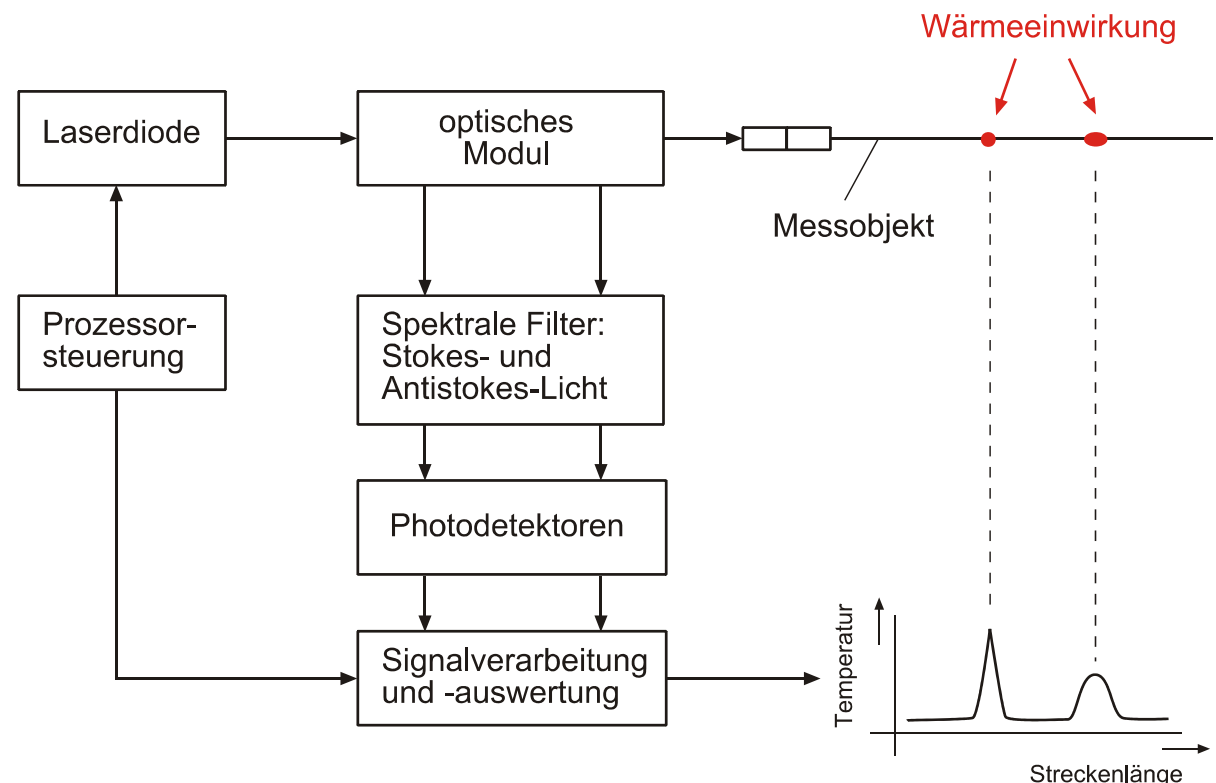 Wärmeeinwirkung
Laserdiode
optisches
Modul
Messobjekt
Prozessor-
steuerung
Spektrale Filter:
Stokes- und
Antistokes-Licht
Photodetektoren
Signalverarbeitung
und -auswertung
Temperatur
Streckenlänge